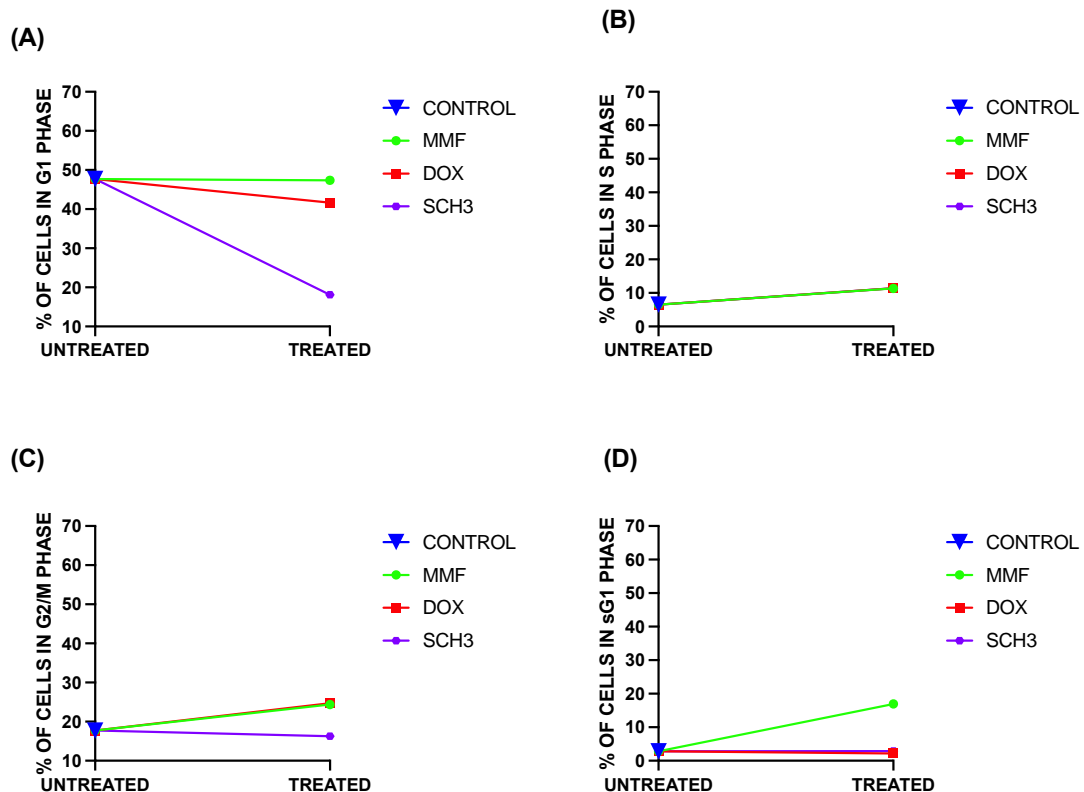 (A)
% OF CELLS IN G1 PHASE
70
60
50
40
30
20
10
UNTREATED
TREATED
CONTROL
MMF
DOX
SCH3
(B)
% OF CELLS IN S PHASE
70
60
50
40
30
20
10
0
UNTREATED
TREATED
CONTROL
MMF
DOX
SCH3
(C)
% OF CELLS IN G2/M PHASE
70
60
50
40
30
20
10
UNTREATED
TREATED
CONTROL
MMF
DOX
SCH3
(D)
% OF CELLS IN sG1 PHASE
70
60
50
40
30
20
10
0
UNTREATED
TREATED
CONTROL
MMF
DOX
SCH3